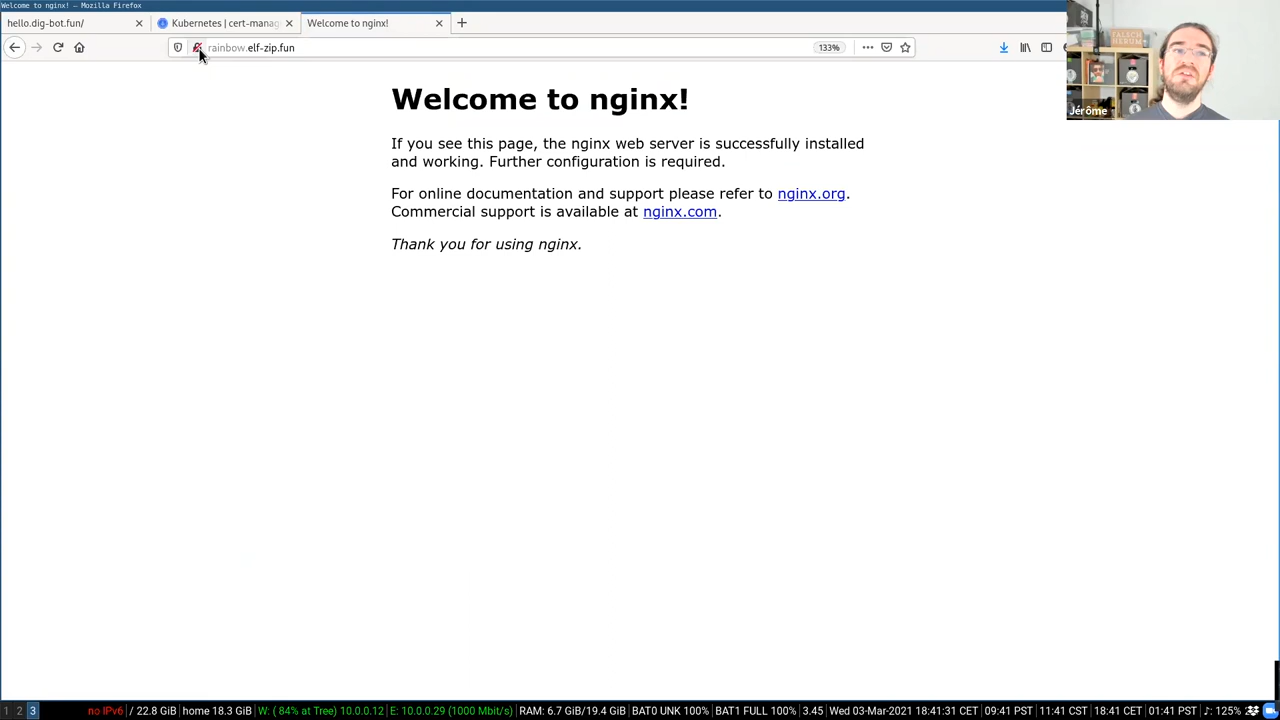 Welcome to nginx! — Mozilla Firefox
hello.dig-bot.fun/
Kubernetes | cert-manag
Welcome to nginx!
rainbow.elf-zip.fun
133%
Jérôme
Welcome to nginx!
If you see this page, the nginx web server is successfully installed
and working. Further configuration is required.
For online documentation and support please refer to nginx.org.
Commercial support is available at nginx.com.
Thank you for using nginx.
1 2 3
no IPv6 / 22.8 GiB home 18.3 GiB W: ( 84% at Tree) 10.0.0.12 E: 10.0.0.29 (1000 Mbit/s) RAM: 6.7 GiB/19.4 GiB BAT0 UNK 100% BAT1 FULL 100% 3.45 Wed 03-Mar-2021 18:41:31 CET 09:41 PST 11:41 CST 18:41 CET 01:41 PST ♪: 125%